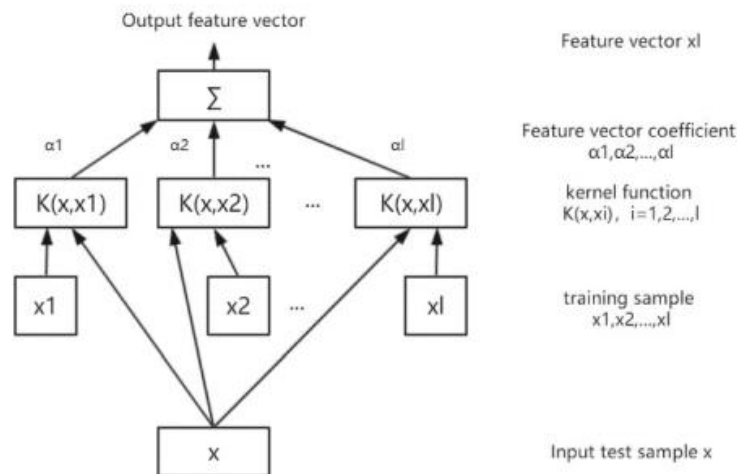 Output feature vector
Feature vector xl
∑
α1
α2
αl
...
Feature vector coefficient
α1,α2,...,αl
K(x,x1)
K(x,x2)
...
K(x,xl)
kernel function
K(x,xi), i=1,2,...,l
x1
x2
...
xl
training sample
x1,x2,...,xl
x
Input test sample x